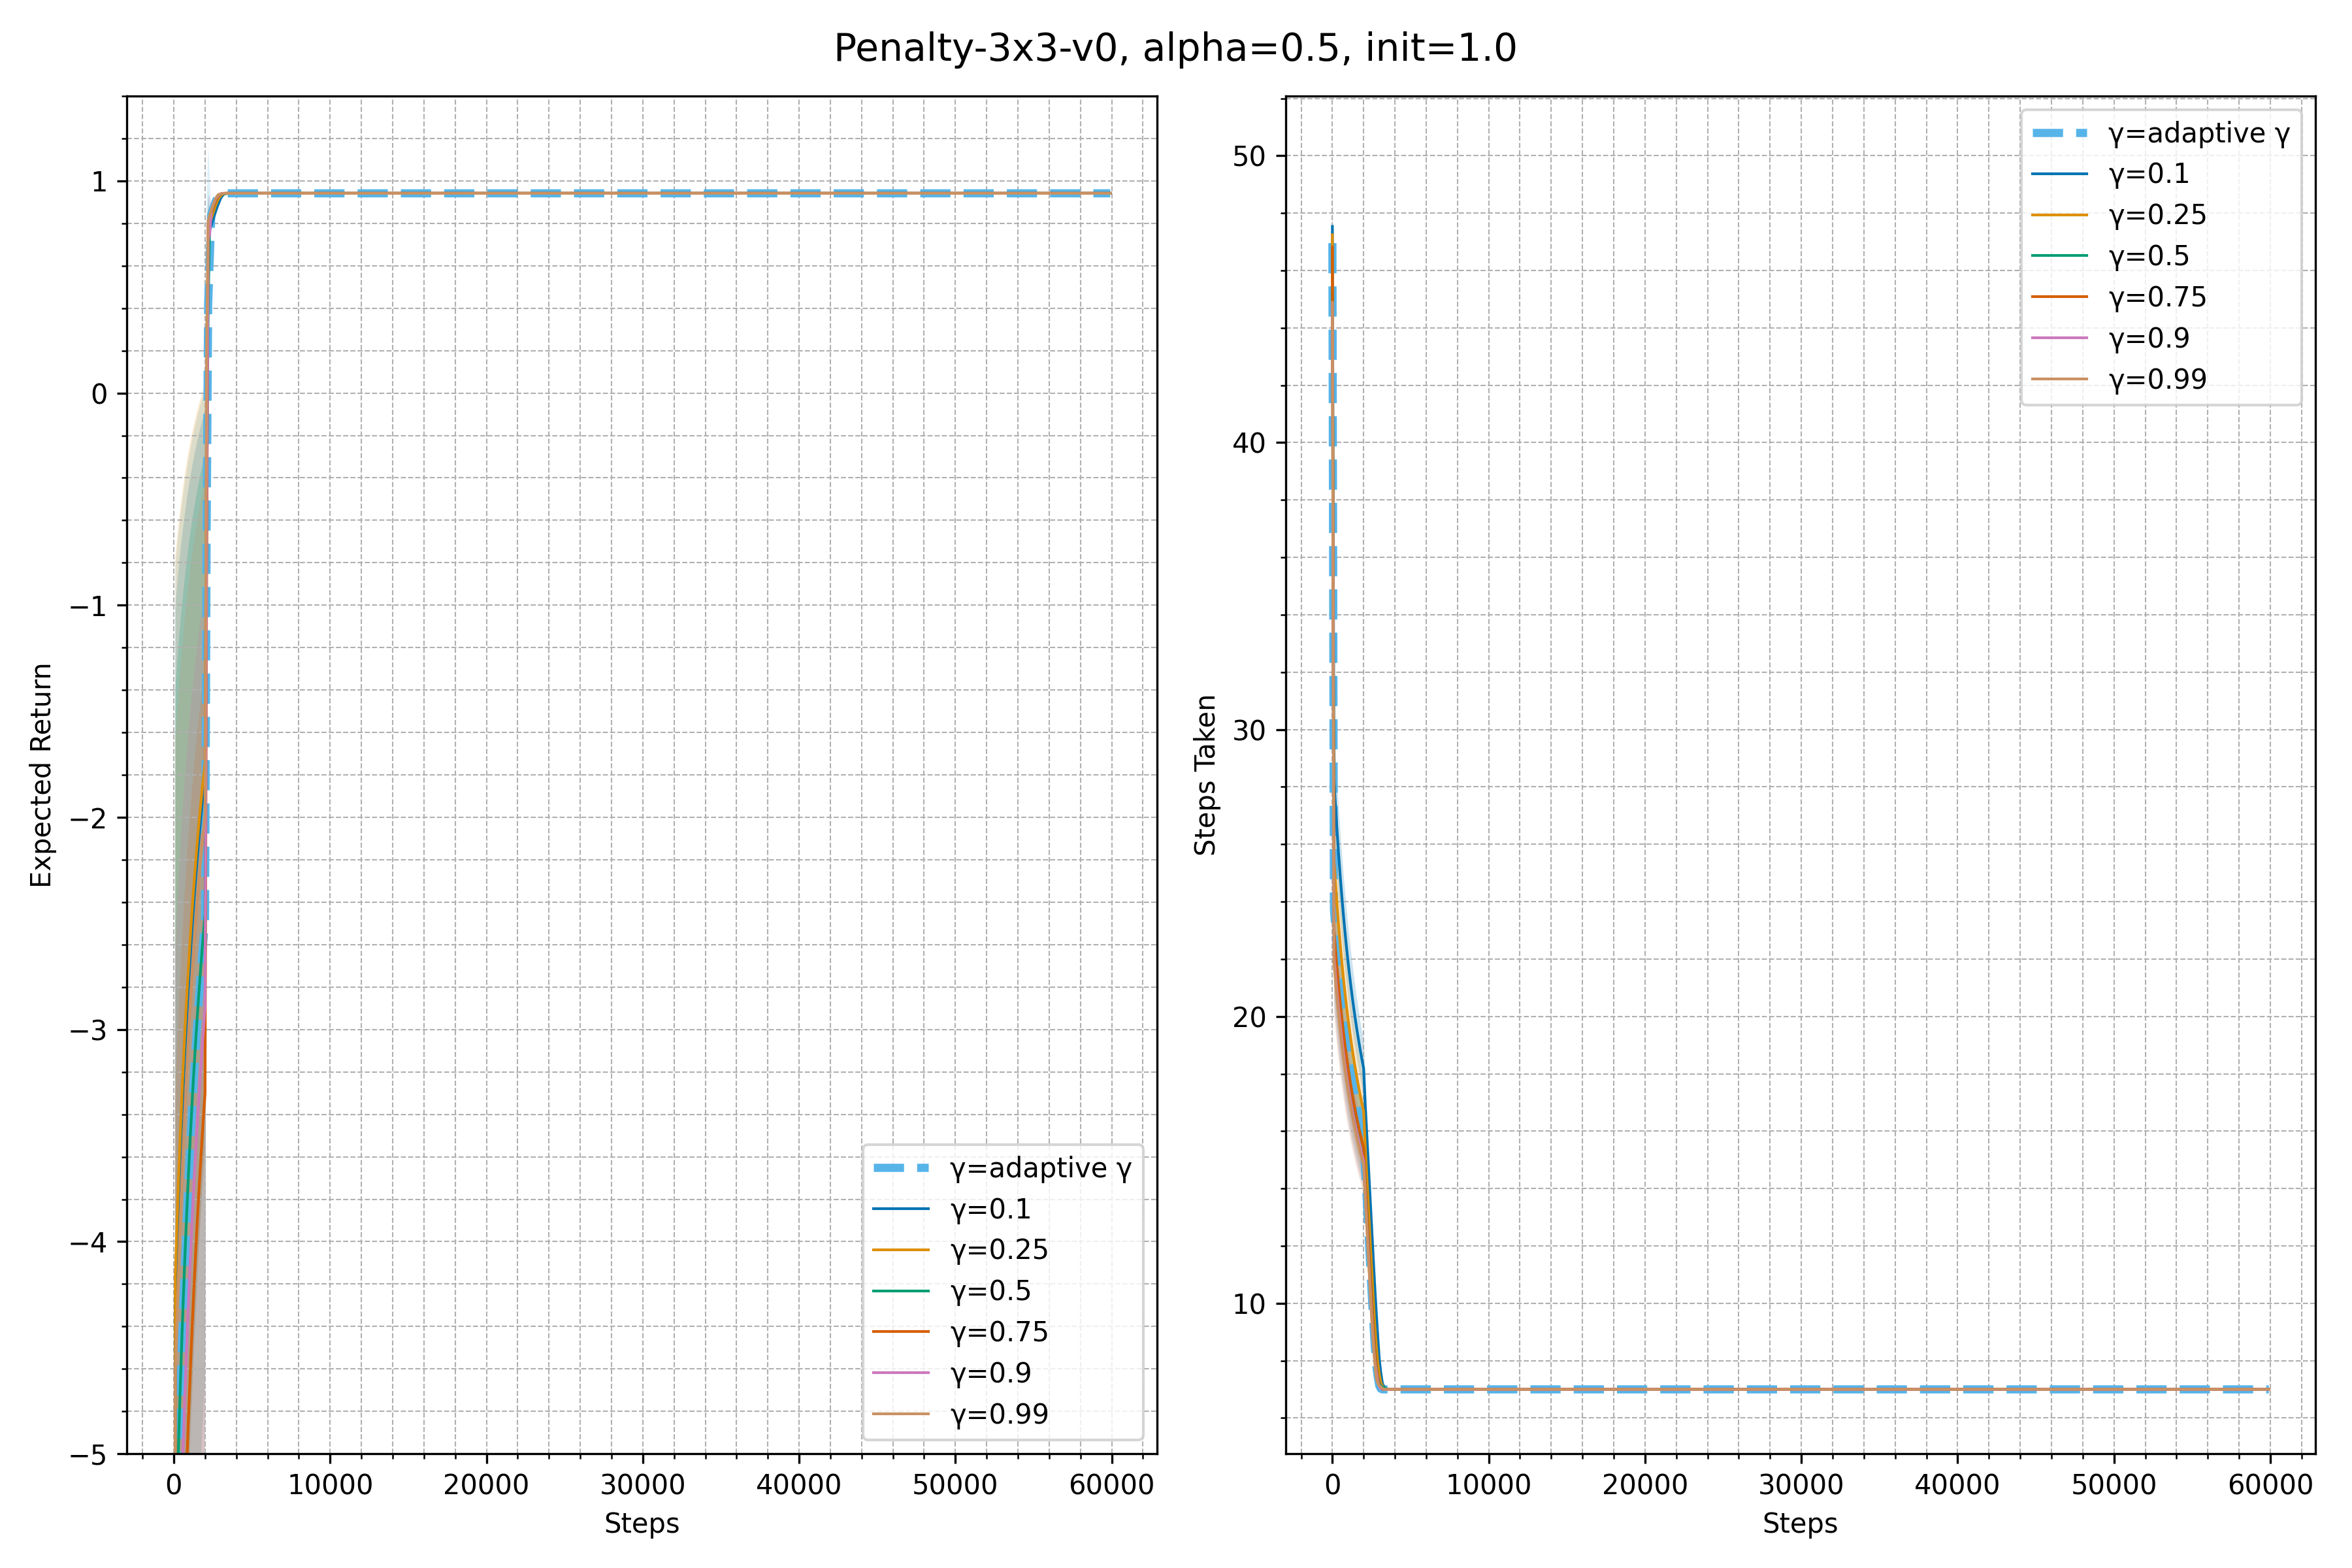 Penalty-3x3-v0, alpha=0.5, init=1.0
Expected Return
1
0
−1
−2
−3
−4
−5
0
10000
20000
30000
40000
50000
60000
Steps
γ=adaptive γ
γ=0.1
γ=0.25
γ=0.5
γ=0.75
γ=0.9
γ=0.99
Steps Taken
50
40
30
20
10
0
10000
20000
30000
40000
50000
60000
Steps
γ=adaptive γ
γ=0.1
γ=0.25
γ=0.5
γ=0.75
γ=0.9
γ=0.99